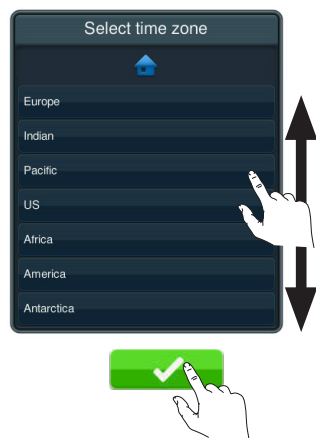 Select time zone
Europe
Indian
Pacific
US
Africa
America
Antarctica